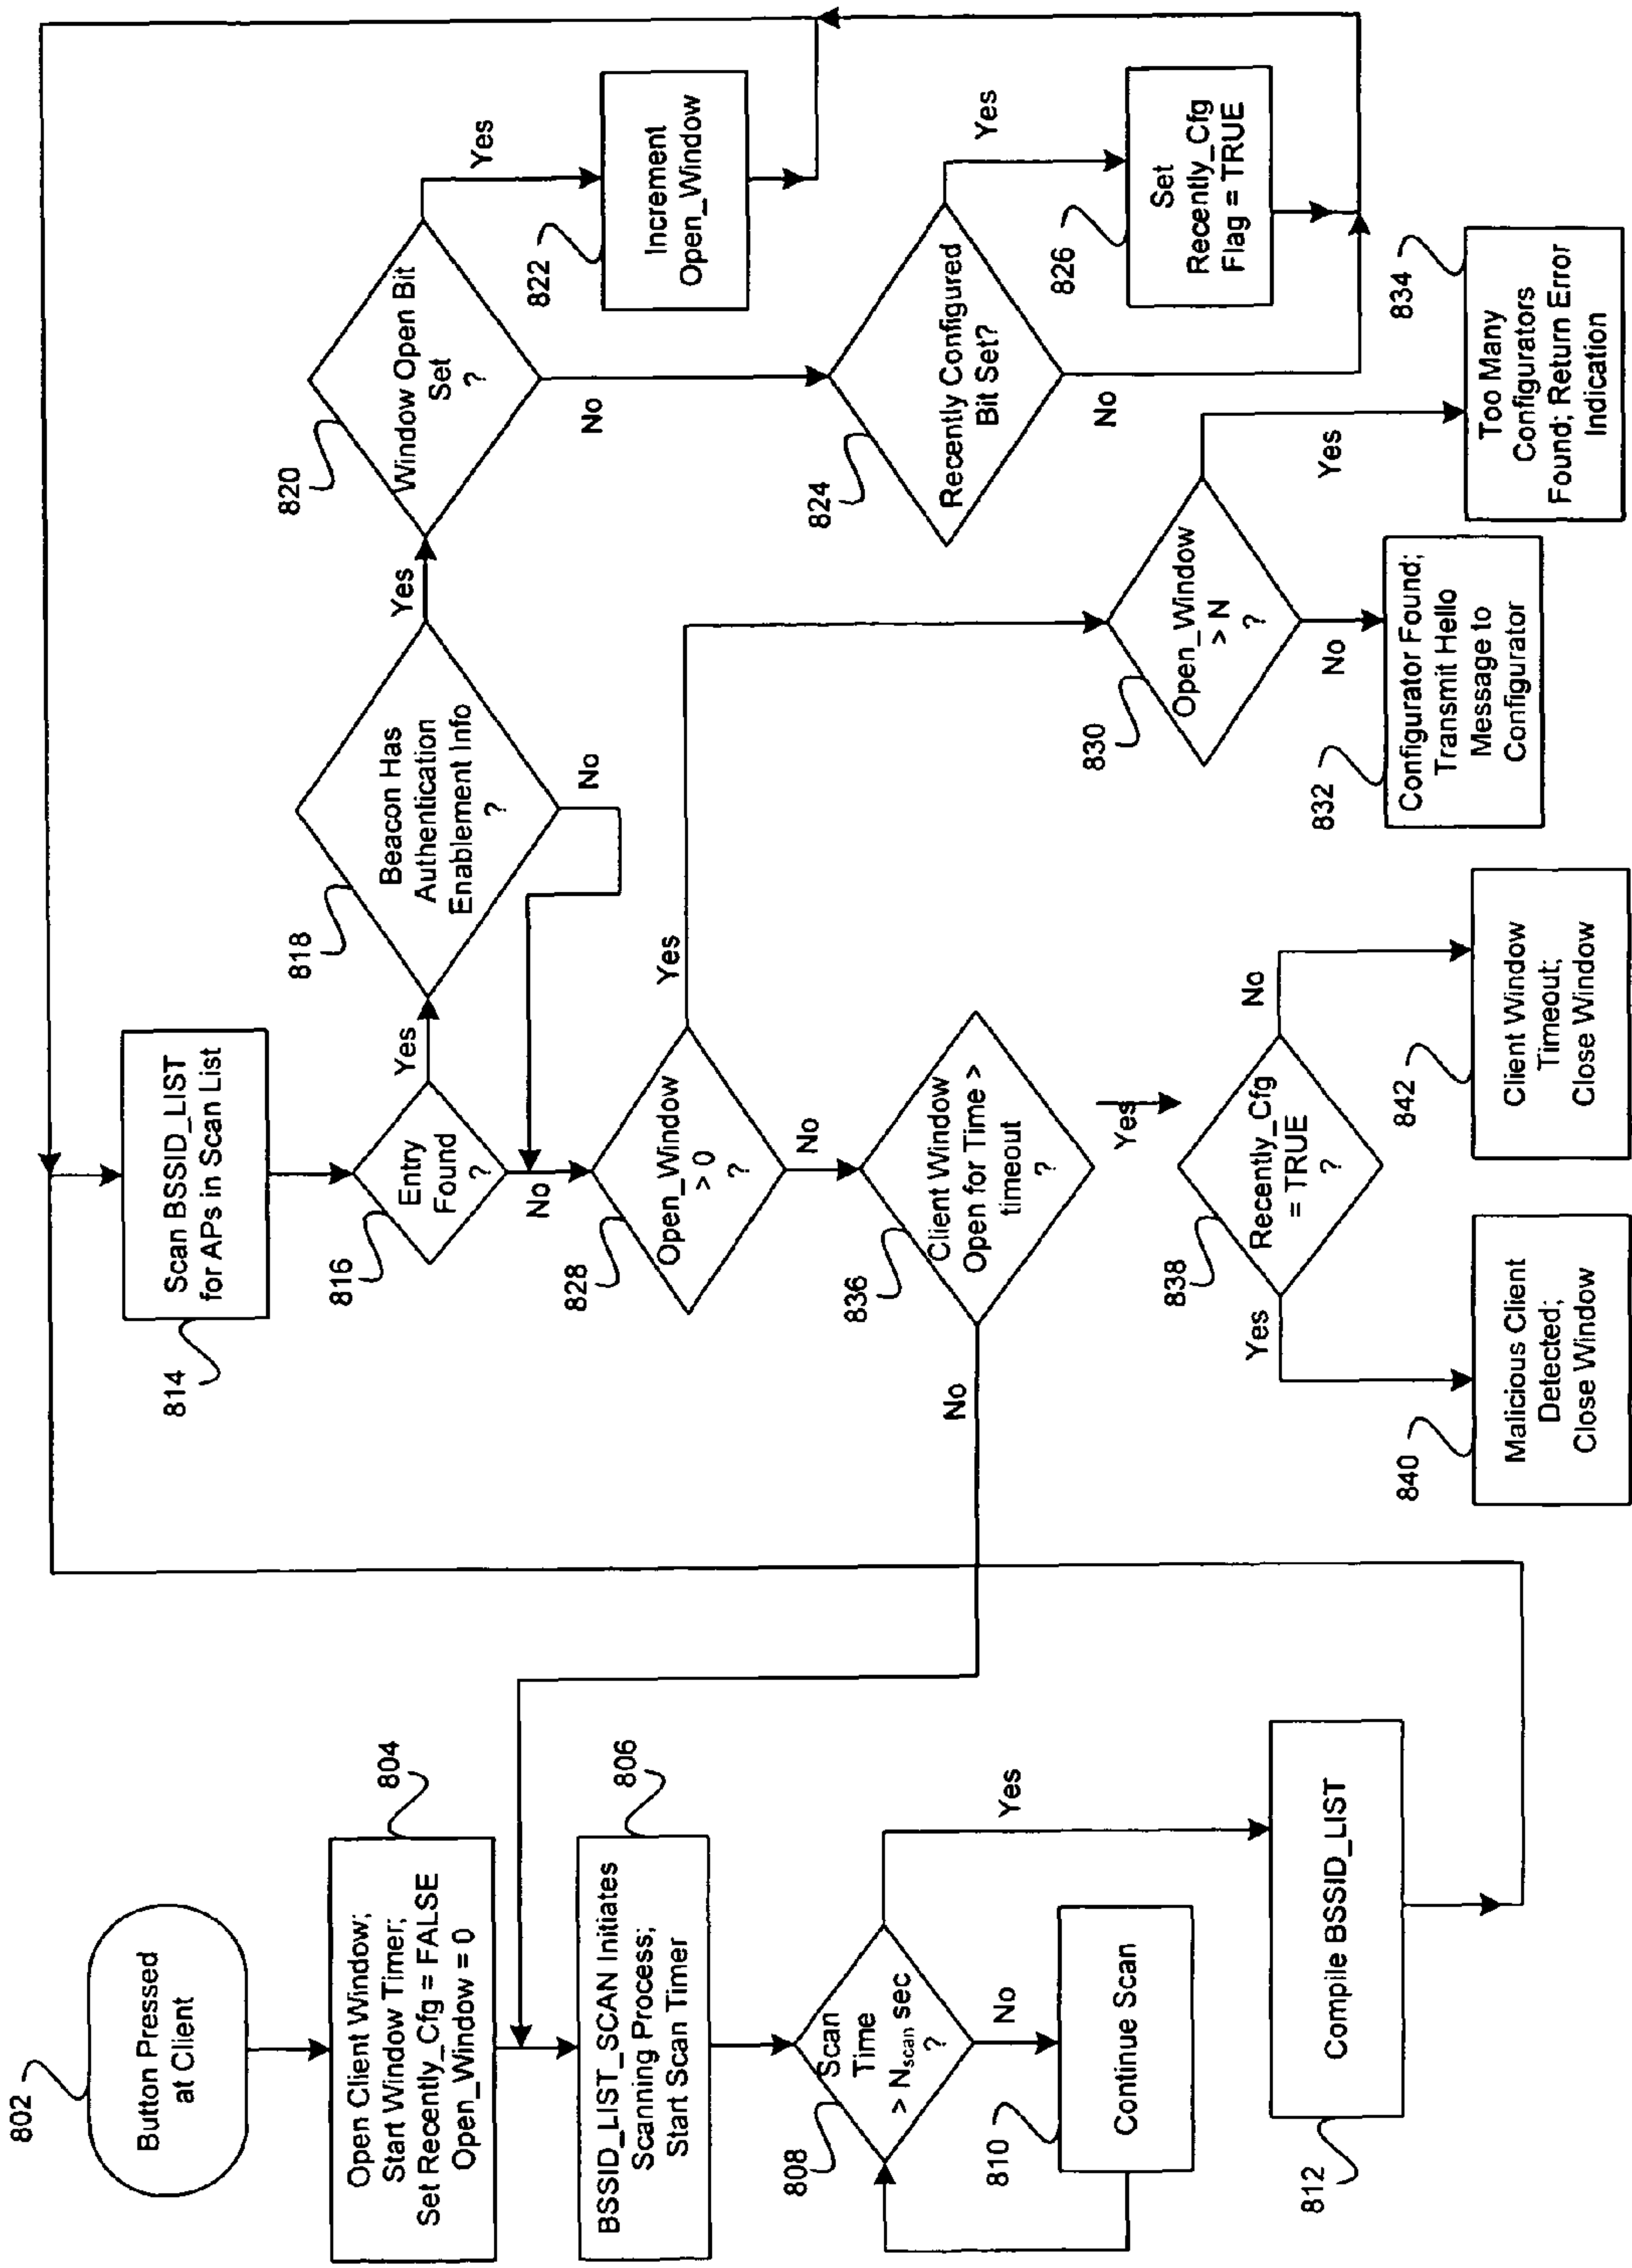 802
Button Pressed
at Client
804
Open Client Window;
Start Window Timer;
Set Recently_Cfg = FALSE
Open_Window = 0
806
BSSID_LIST_SCAN Initiates
Scanning Process;
Start Scan Timer
808
Scan
Time
> Nscan sec
?
No
Yes
810
Continue Scan
812
Compile BSSID_LIST
814
Scan BSSID_LIST
for APs in Scan List
816
Entry
Found
?
Yes
No
818
Beacon Has
Authentication
Enablement Info
?
Yes
No
820
Window Open Bit
Set
?
Yes
No
822
Increment
Open_Window
824
Recently Configured
Bit Set?
Yes
No
826
Set
Recently_Cfg
Flag = TRUE
828
Open_Window
> 0
?
Yes
No
830
Open_Window
> N
?
Yes
No
832
Configurator Found;
Transmit Hello
Message to
Configurator
834
Too Many
Configurators
Found; Return Error
Indication
836
Client Window
Open for Time >
timeout
?
No
Yes
838
Recently_Cfg
= TRUE
?
Yes
No
840
Malicious Client
Detected;
Close Window
842
Client Window
Timeout;
Close Window